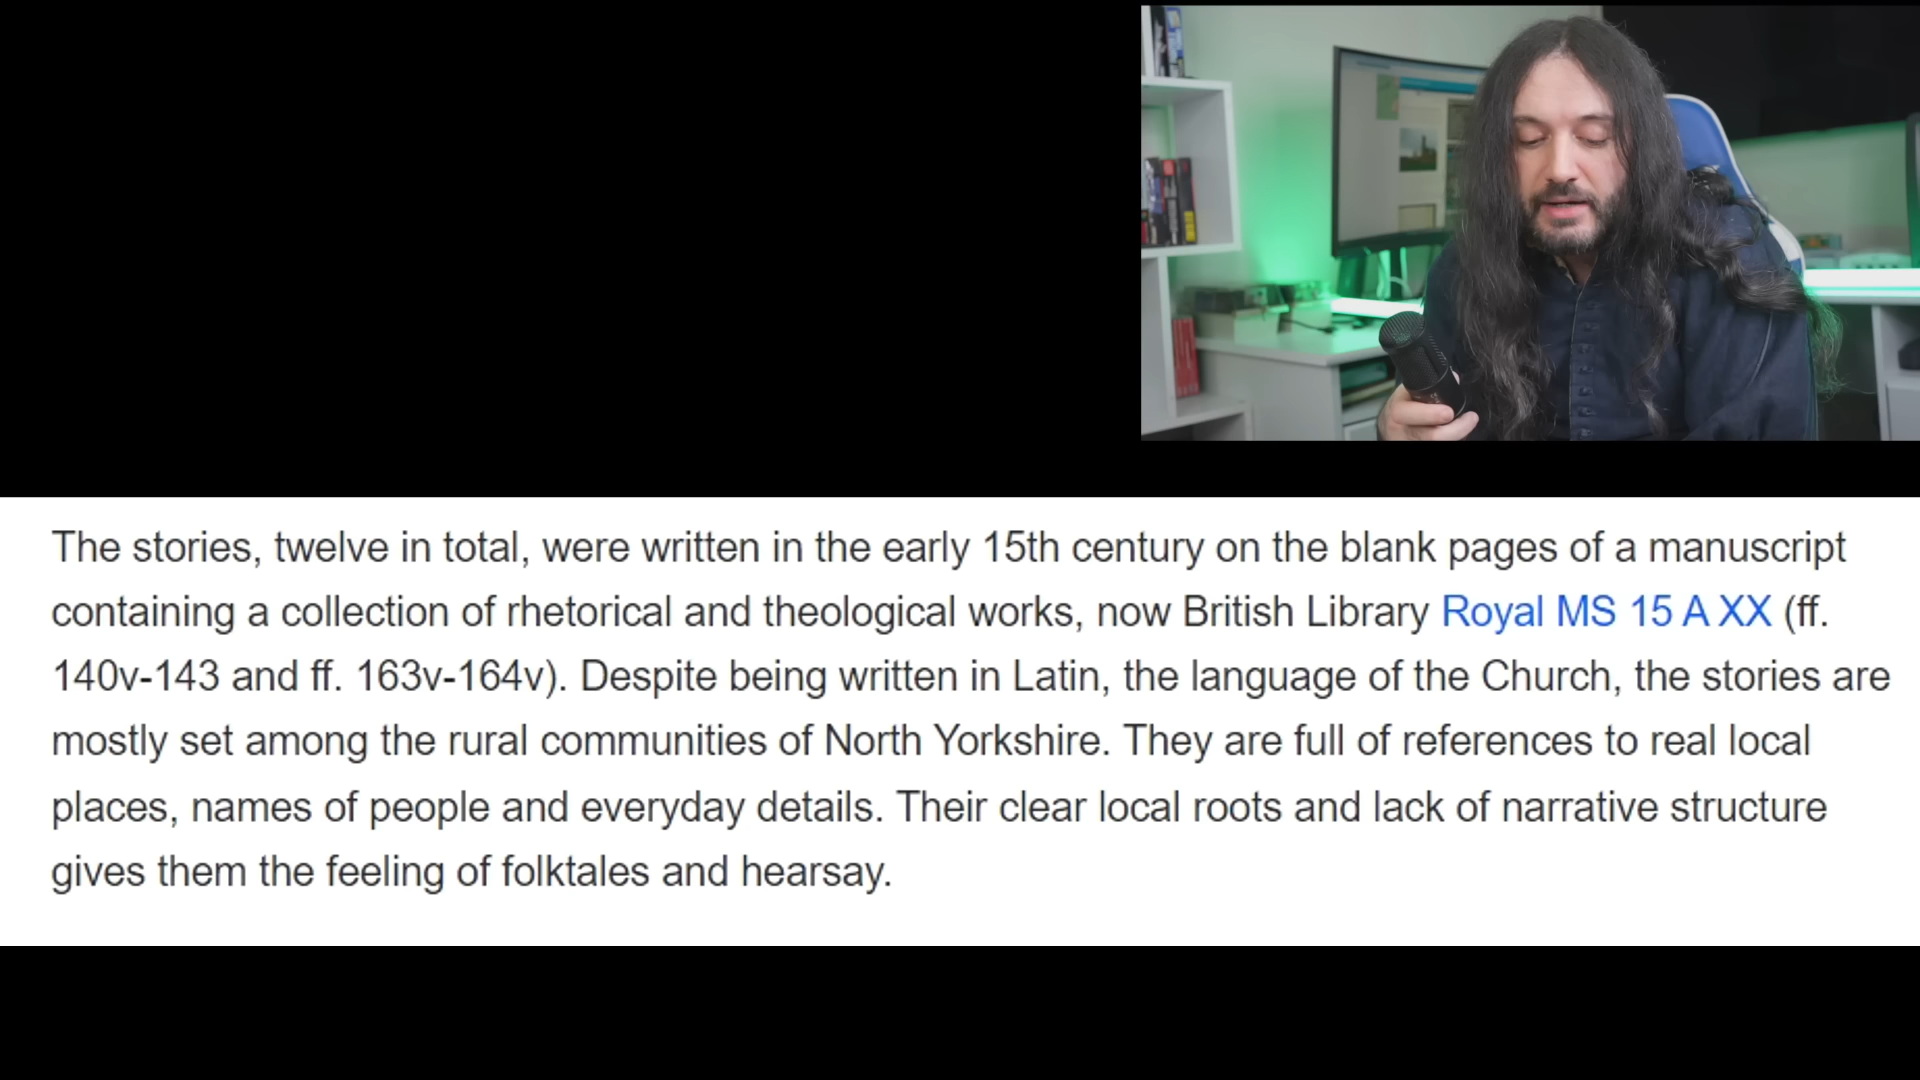 The stories, twelve in total, were written in the early 15th century on the blank pages of a manuscript
containing a collection of rhetorical and theological works, now British Library Royal MS 15 A XX (ff.
140v-143 and ff. 163v-164v). Despite being written in Latin, the language of the Church, the stories are
mostly set among the rural communities of North Yorkshire. They are full of references to real local
places, names of people and everyday details. Their clear local roots and lack of narrative structure
gives them the feeling of folktales and hearsay.